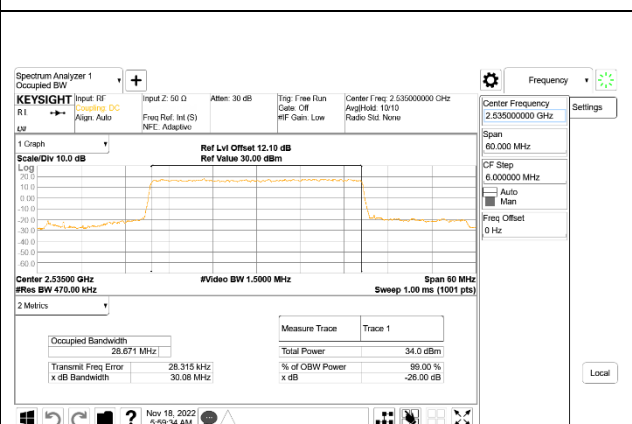 Spectrum Analyzer 1
Occupied BW
Frequency
KEYSIGHT
Input: RF
Coupling: DC
Align: Auto
Input Z: 50 Ω
Freq Ref: Int (S)
NFE: Adaptive
Atten: 30 dB
Trig: Free Run
Gate: Off
#IF Gain: Low
Center Freq: 2.535000000 GHz
Avg|Hold: 10/10
Radio Std: None
Center Frequency
2.535000000 GHz
Settings
Span
60.000 MHz
CF Step
6.000000 MHz
Auto
Man
Freq Offset
0 Hz
1 Graph
Scale/Div 10.0 dB
Ref Lvl Offset 12.10 dB
Ref Value 30.00 dBm
Log
20.0
10.0
0.00
-10.0
-20.0
-30.0
-40.0
-50.0
-60.0
Center 2.53500 GHz
#Res BW 470.00 kHz
#Video BW 1.5000 MHz
Span 60 MHz
Sweep 1.00 ms (1001 pts)
2 Metrics
Measure Trace Trace 1
Occupied Bandwidth
28.671 MHz
Total Power 34.0 dBm
Transmit Freq Error 28.315 kHz
% of OBW Power 99.00 %
x dB Bandwidth 30.08 MHz
x dB -26.00 dB
Local
?
Nov 18, 2022
5:59:34 AM